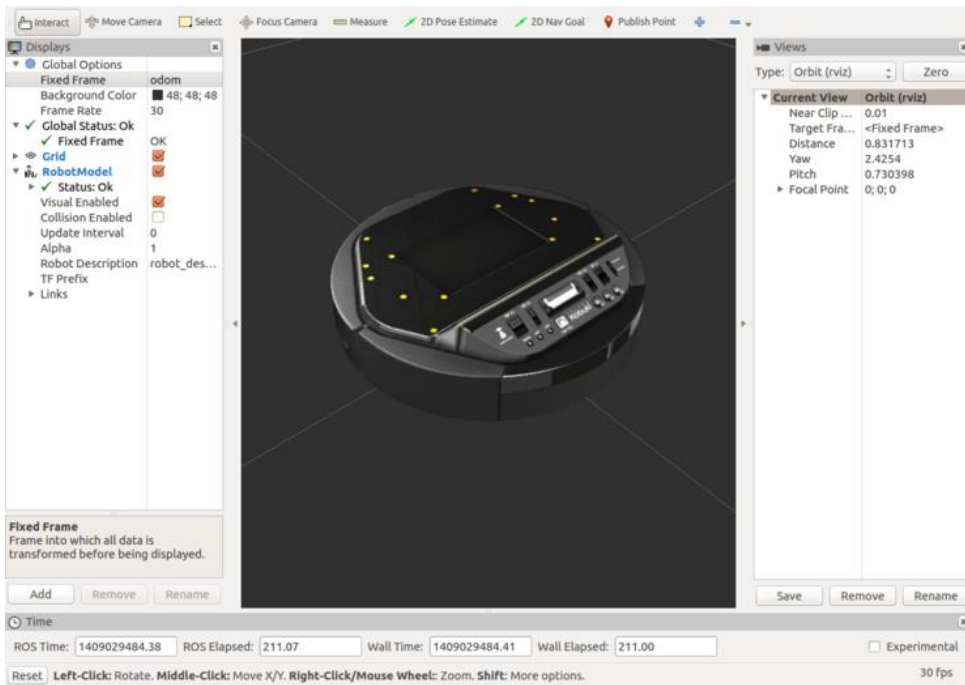 Interact Move Camera Select Focus Camera Measure 2D Pose Estimate 2D Nav Goal Publish Point
Displays
Global Options
Fixed Frame odom
Background Color 48; 48; 48
Frame Rate 30
Global Status: Ok
Fixed Frame OK
Grid
RobotModel
Status: Ok
Visual Enabled
Collision Enabled
Update Interval 0
Alpha 1
Robot Description robot_des...
TF Prefix
Links
Fixed Frame
Frame into which all data is
transformed before being displayed.
Add Remove Rename
kobuki
Views
Type: Orbit (rviz) Zero
Current View Orbit (rviz)
Near Clip ... 0.01
Target Fra... <Fixed Frame>
Distance 0.831713
Yaw 2.4254
Pitch 0.730398
Focal Point 0; 0; 0
Save Remove Rename
Time
ROS Time: 1409029484.38 ROS Elapsed: 211.07 Wall Time: 1409029484.41 Wall Elapsed: 211.00 Experimental
Reset Left-Click: Rotate. Middle-Click: Move X/Y. Right-Click/Mouse Wheel:: Zoom. Shift: More options. 30 fps